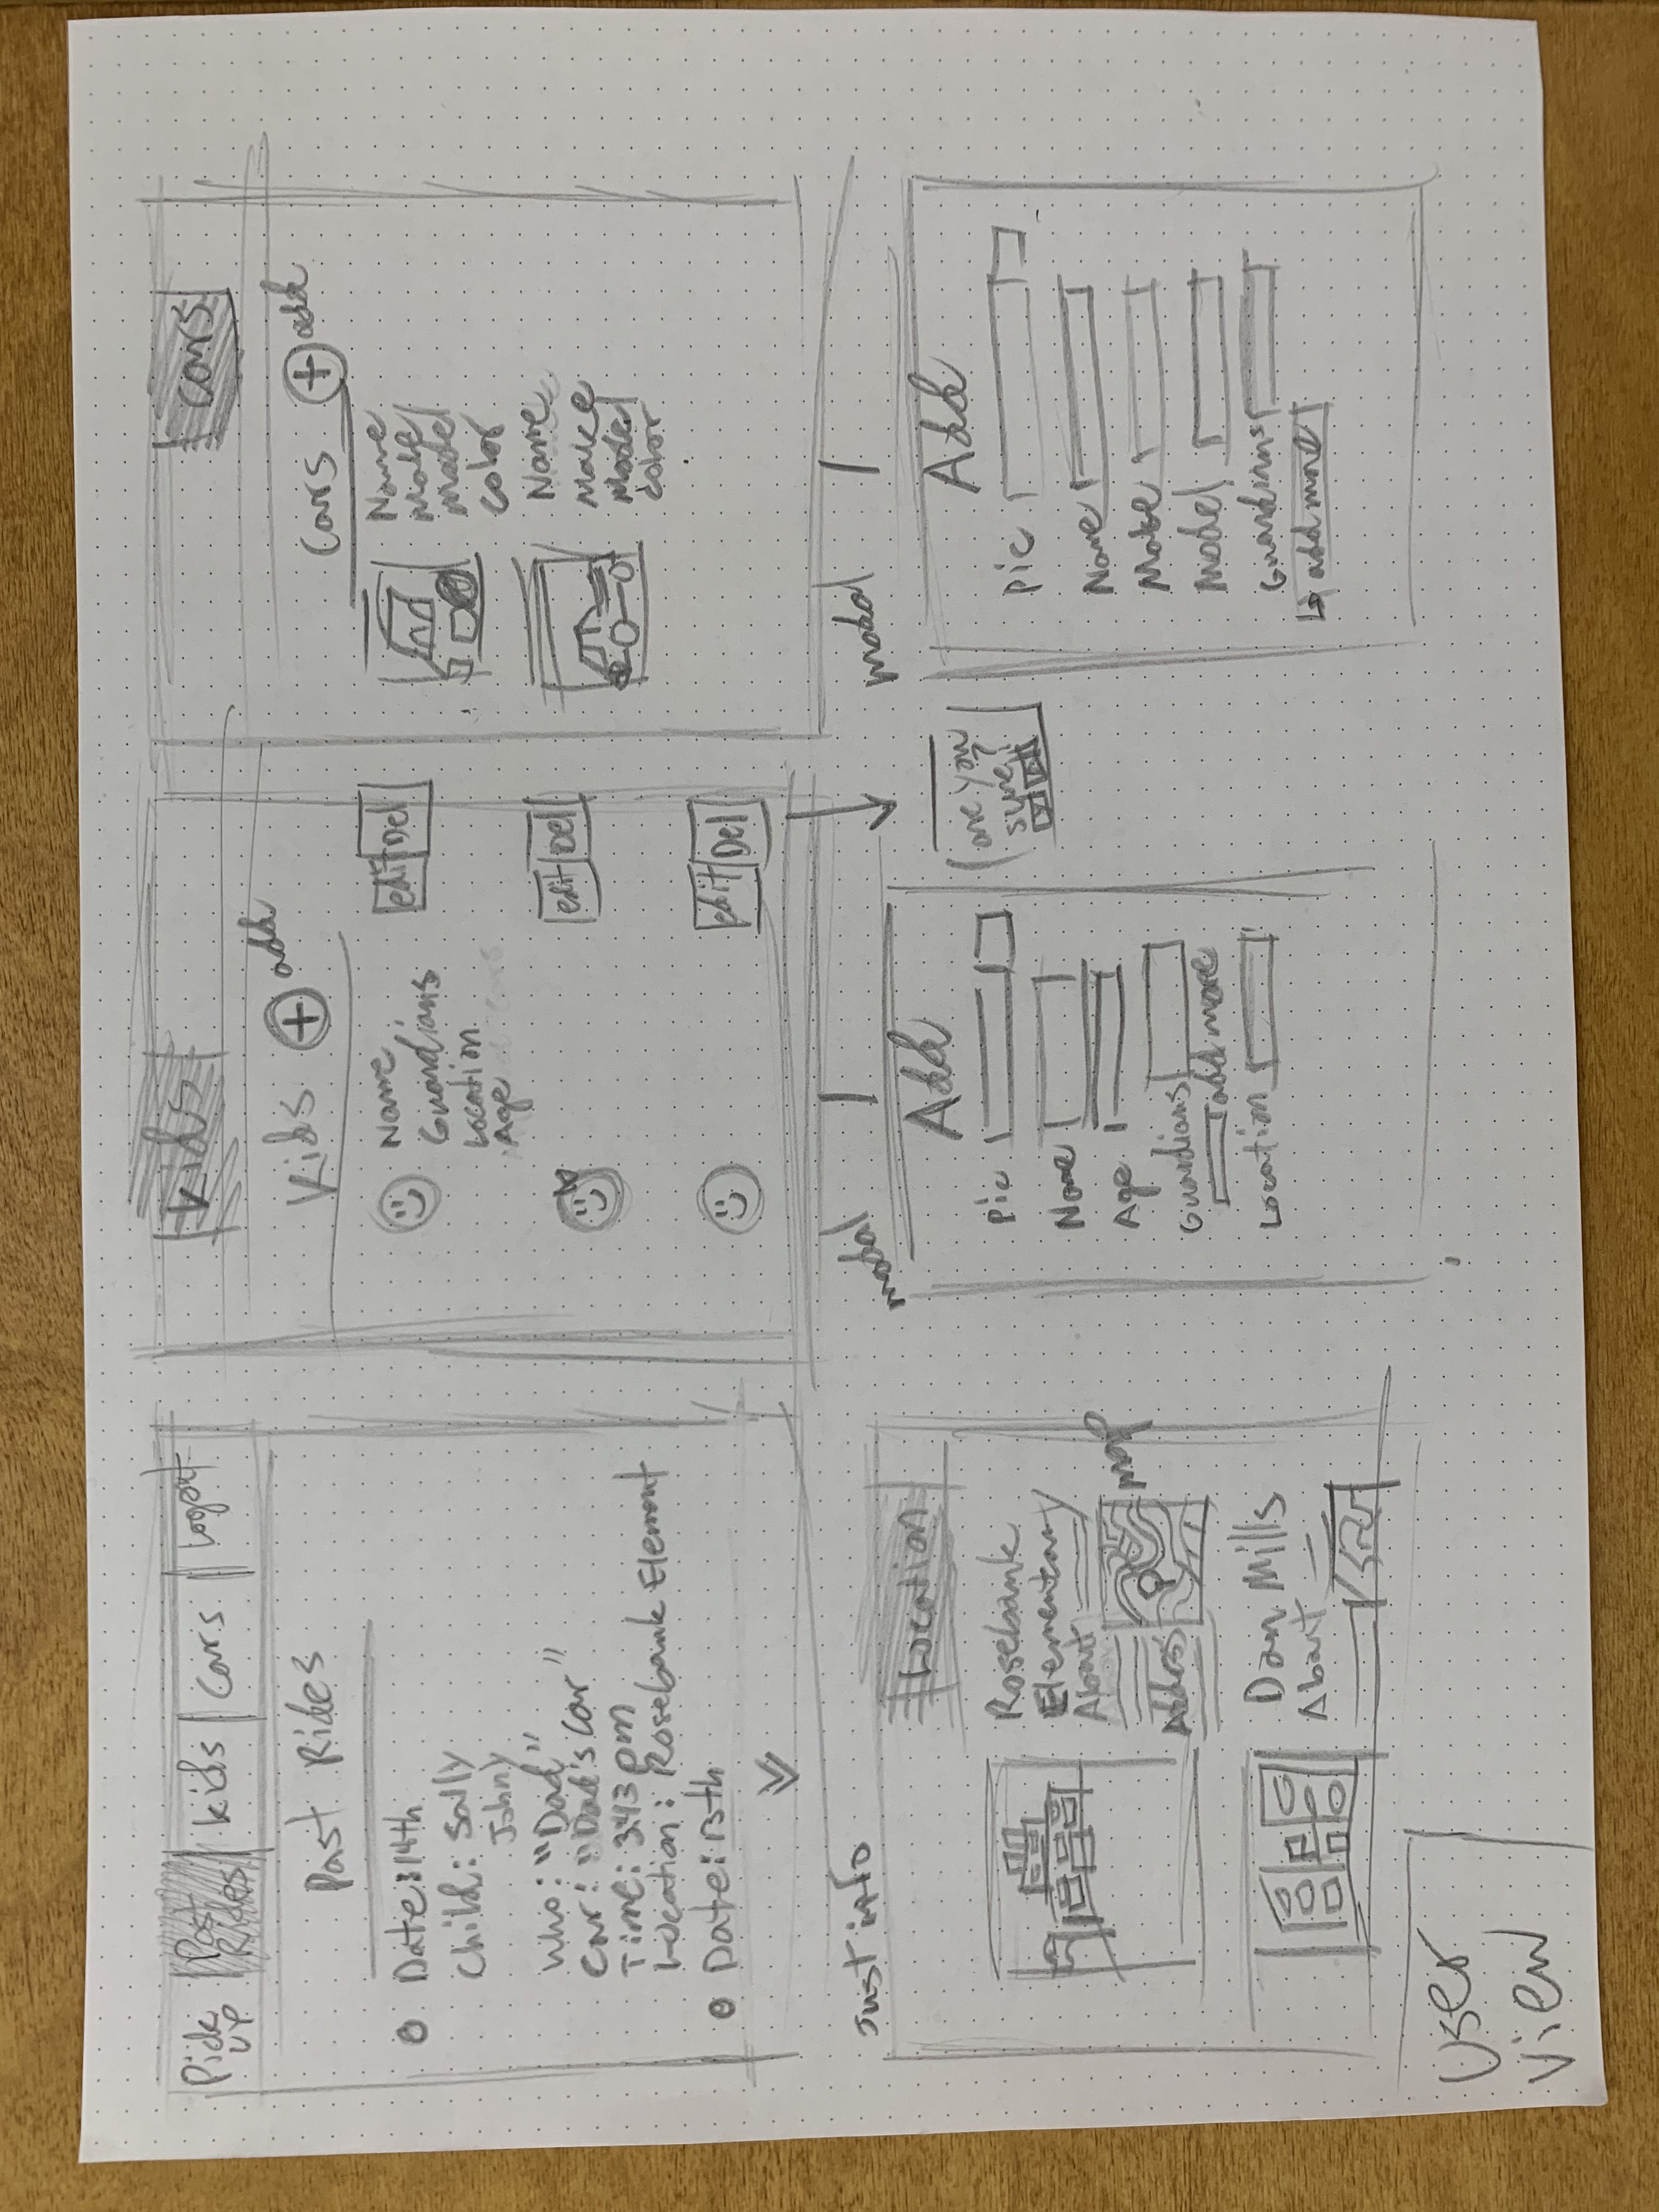 Pick UP
Past Rides
kids
Cars
Logout
Past Rides
Date: 14th
Child: Sally
Johny
Who: "Dad"
Car: "Dad's Car"
Time: 3:43 pm
Location: Rosebank Element
Date: 13th
Kids
Kids + add
Name
Guardians
Location
Age
edit Del
edit Del
edit Del
Cars
Cars + add
Name
Make
Model
Color
Name
Make
Model
Color
Just info
Location
Rosebank
Elementary
About
Address
map
Don Mills
About
modal
Add
Pic
Name
Age
Guardians
add more
Location
are you
sure?
modal
Add
Pic
Name
Make
Model
Guardians
add more
User
View